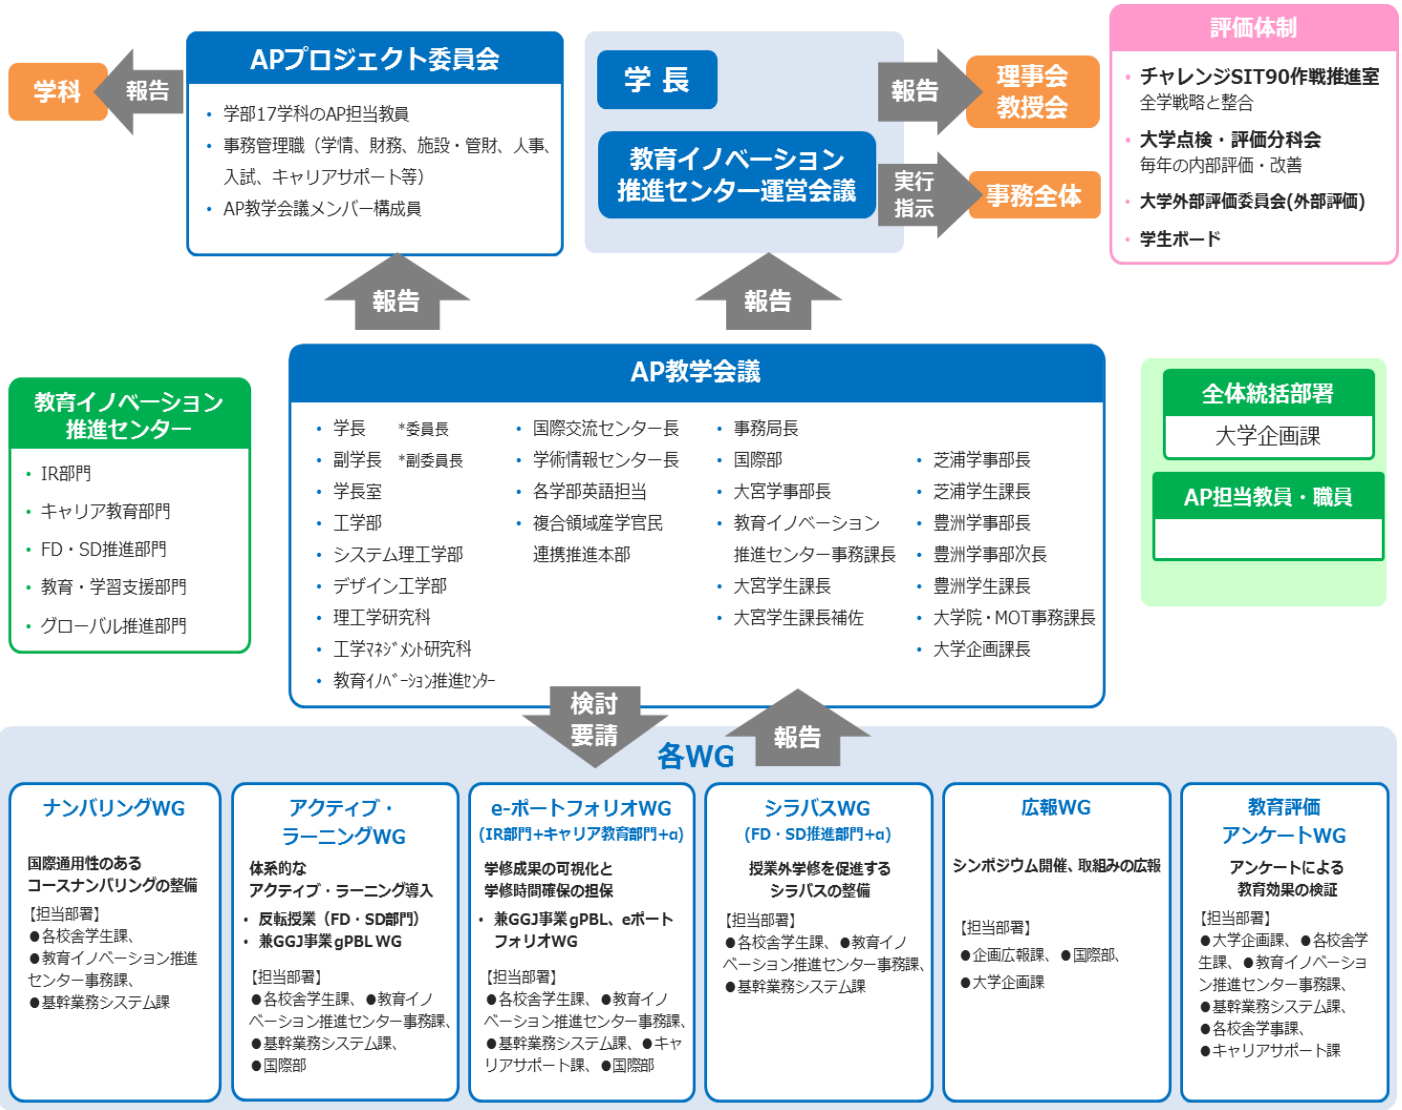 学科
報告
APプロジェクト委員会
・ 学部17学科のAP担当教員
・ 事務管理職（学情、財務、施設・管財、人事、
入試、キャリアサポート等）
・ AP教学会議メンバー構成員
学 長
教育イノベーション
推進センター運営会議
報告
理事会
教授会
実行
指示
事務全体
評価体制
・ チャレンジSIT90作戦推進室
全学戦略と整合
・ 大学点検・評価分科会
毎年の内部評価・改善
・ 大学外部評価委員会(外部評価)
・ 学生ボード
報告
報告
教育イノベーション
推進センター
・ IR部門
・ キャリア教育部門
・ FD・SD推進部門
・ 教育・学習支援部門
・ グローバル推進部門
AP教学会議
・ 学長 *委員長
・ 副学長 *副委員長
・ 学長室
・ 工学部
・ システム理工学部
・ デザイン工学部
・ 理工学研究科
・ 工学ﾏﾈｼﾞﾒﾝﾄ研究科
・ 教育ｲﾉﾍﾞｰｼｮﾝ推進ｾﾝﾀｰ
・ 国際交流センター長
・ 学術情報センター長
・ 各学部英語担当
・ 複合領域産学官民
連携推進本部
・ 事務局長
・ 国際部
・ 大宮学事部長
・ 教育イノベーション
推進センター事務課長
・ 大宮学生課長
・ 大宮学生課長補佐
・ 芝浦学事部長
・ 芝浦学生課長
・ 豊洲学事部長
・ 豊洲学事部次長
・ 豊洲学生課長
・ 大学院・MOT事務課長
・ 大学企画課長
全体統括部署
大学企画課
AP担当教員・職員
検討
要請
報告
各WG
ナンバリングWG
国際通用性のある
コースナンバリングの整備
【担当部署】
●各校舎学生課、
●教育イノベーション推進
センター事務課、
●基幹業務システム課
アクティブ・
ラーニングWG
体系的な
アクティブ・ラーニング導入
・ 反転授業（FD・SD部門）
・ 兼GGJ事業gPBL WG
【担当部署】
●各校舎学生課、●教育イノ
ベーション推進センター事務課、
●基幹業務システム課、
●国際部
e-ポートフォリオWG
(IR部門+キャリア教育部門+α)
学修成果の可視化と
学修時間確保の担保
・ 兼GGJ事業gPBL、eポート
フォリオWG
【担当部署】
●各校舎学生課、●教育イノ
ベーション推進センター事務課、
●基幹業務システム課、●キャ
リアサポート課、●国際部
シラバスWG
(FD・SD推進部門+α)
授業外学修を促進する
シラバスの整備
【担当部署】
●各校舎学生課、●教育イノ
ベーション推進センター事務課、
●基幹業務システム課
広報WG
シンポジウム開催、取組みの広報
【担当部署】
●企画広報課、●国際部、
●大学企画課
教育評価
アンケートWG
アンケートによる
教育効果の検証
【担当部署】
●大学企画課、●各校舎学
生課、●教育イノベーショ
ン推進センター事務課、
●基幹業務システム課、
●各校舎学事課、
●キャリアサポート課